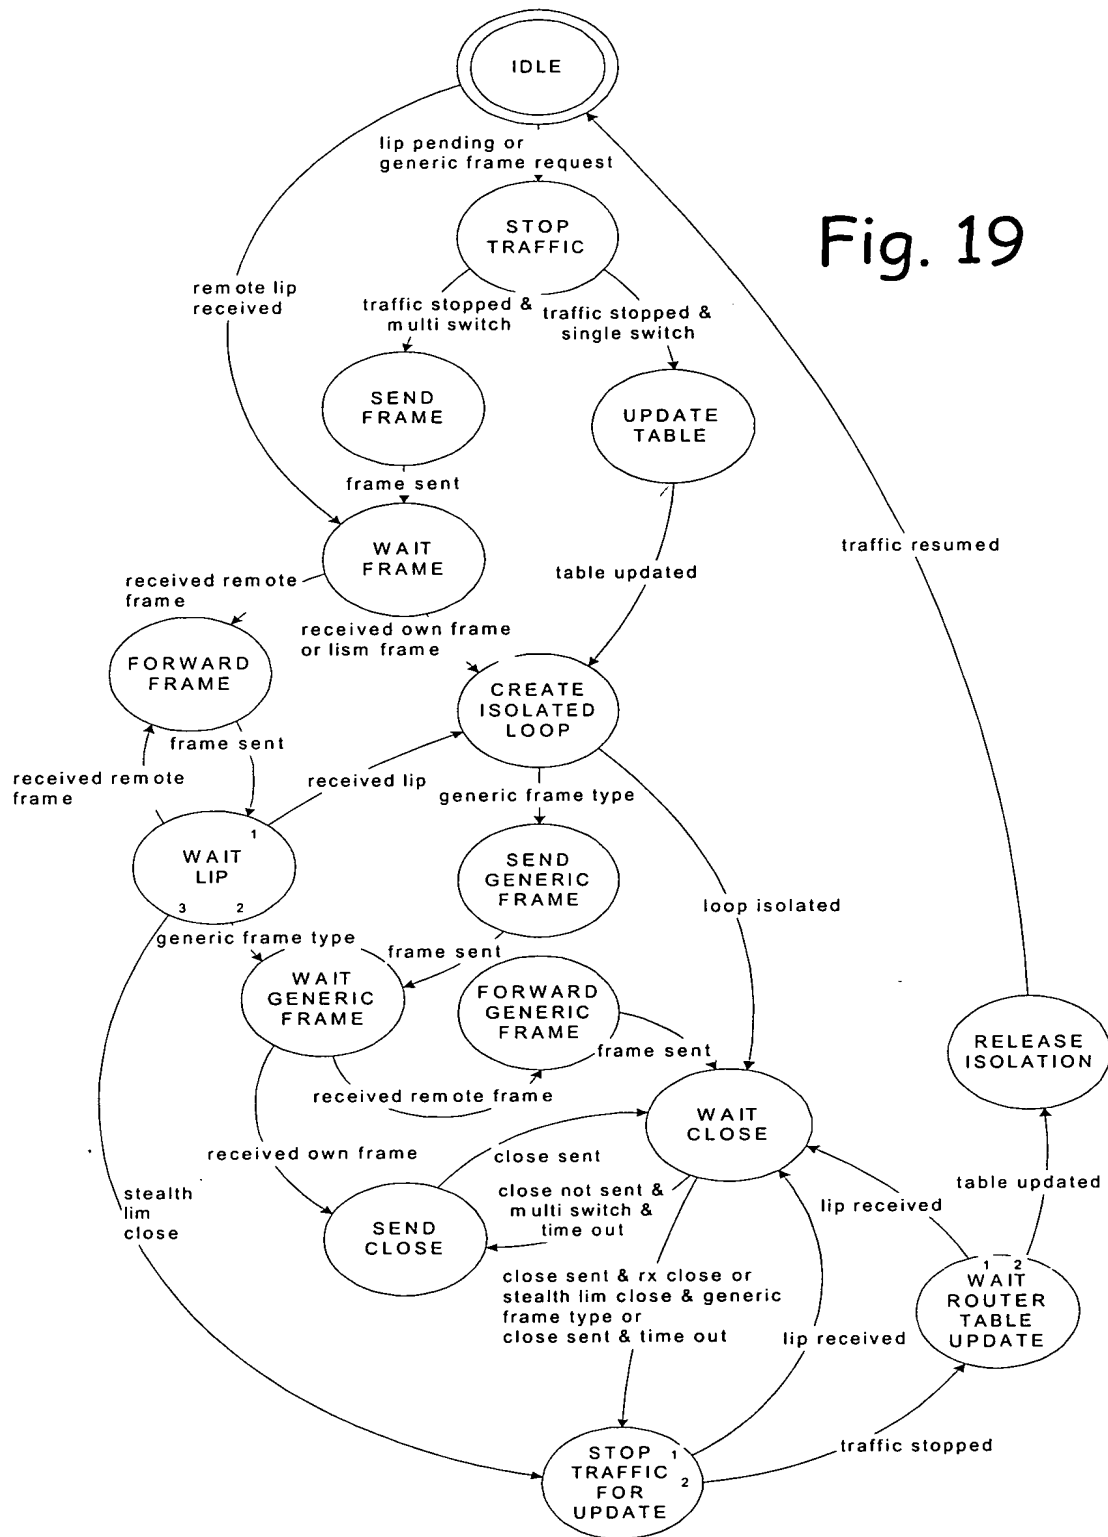 IDLE
lip pending or
generic frame request
STOP
TRAFFIC
Fig. 19
remote lip
received
traffic stopped &
multi switch
traffic stopped &
single switch
SEND
FRAME
UPDATE
TABLE
frame sent
WAIT
FRAME
traffic resumed
table updated
received remote
frame
received own frame
or lism frame
FORWARD
FRAME
CREATE
ISOLATED
LOOP
frame sent
received remote
frame
received lip
generic frame type
1
WAIT
LIP
3 2
SEND
GENERIC
FRAME
loop isolated
generic frame type
frame sent
WAIT
GENERIC
FRAME
FORWARD
GENERIC
FRAME
frame sent
RELEASE
ISOLATION
received remote frame
WAIT
CLOSE
received own frame
close sent
stealth
lim
close
close not sent &
multi switch &
time out
lip received
table updated
SEND
CLOSE
1 2
WAIT
ROUTER
TABLE
UPDATE
close sent & rx close or
stealth lim close & generic
frame type or
close sent & time out
lip received
traffic stopped
STOP 1
TRAFFIC
FOR 2
UPDATE